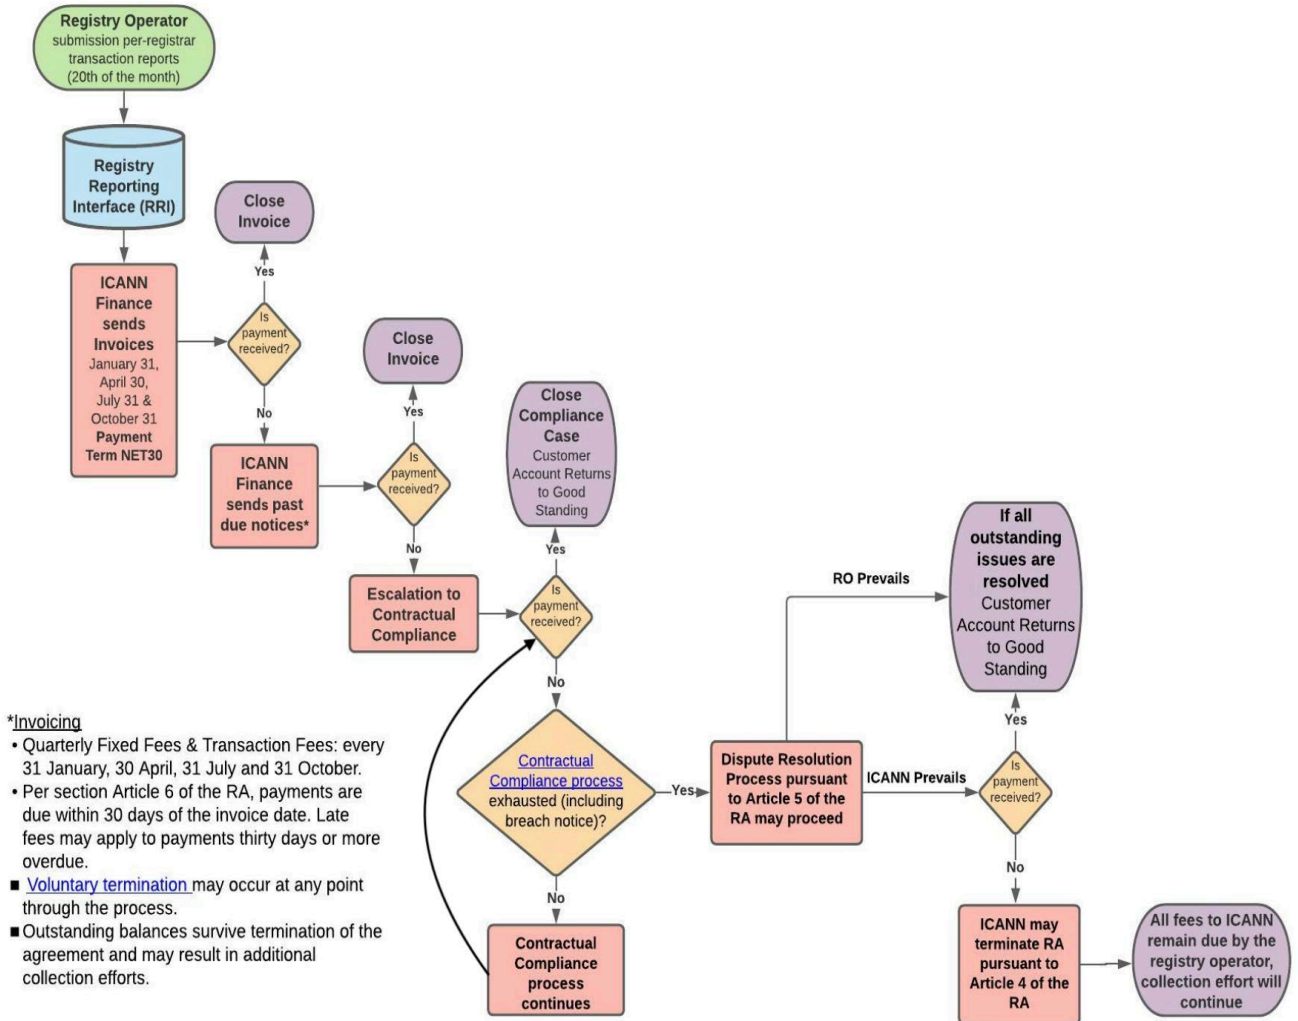 Registry Operator
submission per-registrar
transaction reports
(20th of the month)
Registry
Reporting
Interface (RRI)
Close
Invoice
Yes
ICANN
Finance
sends
Invoices
January 31,
April 30,
July 31 &
October 31
Payment
Term NET30
Is
payment
received?
No
Close
Invoice
Yes
ICANN
Finance
sends past
due notices*
Is
payment
received?
No
Close
Compliance
Case
Customer
Account Returns
to Good
Standing
Yes
Escalation to
Contractual
Compliance
Is
payment
received?
No
Contractual
Compliance process
exhausted (including
breach notice)?
Yes
No
Contractual
Compliance
process
continues
Dispute Resolution
Process pursuant
to Article 5 of the
RA may proceed
RO Prevails
If all
outstanding
issues are
resolved
Customer
Account Returns
to Good
Standing
Yes
ICANN Prevails
Is
payment
received?
No
ICANN may
terminate RA
pursuant to
Article 4 of the
RA
All fees to ICANN
remain due by the
registry operator,
collection effort will
continue
*Invoicing
• Quarterly Fixed Fees & Transaction Fees: every
31 January, 30 April, 31 July and 31 October.
• Per section Article 6 of the RA, payments are
due within 30 days of the invoice date. Late
fees may apply to payments thirty days or more
overdue.
■ Voluntary termination may occur at any point
through the process.
■ Outstanding balances survive termination of the
agreement and may result in additional
collection efforts.